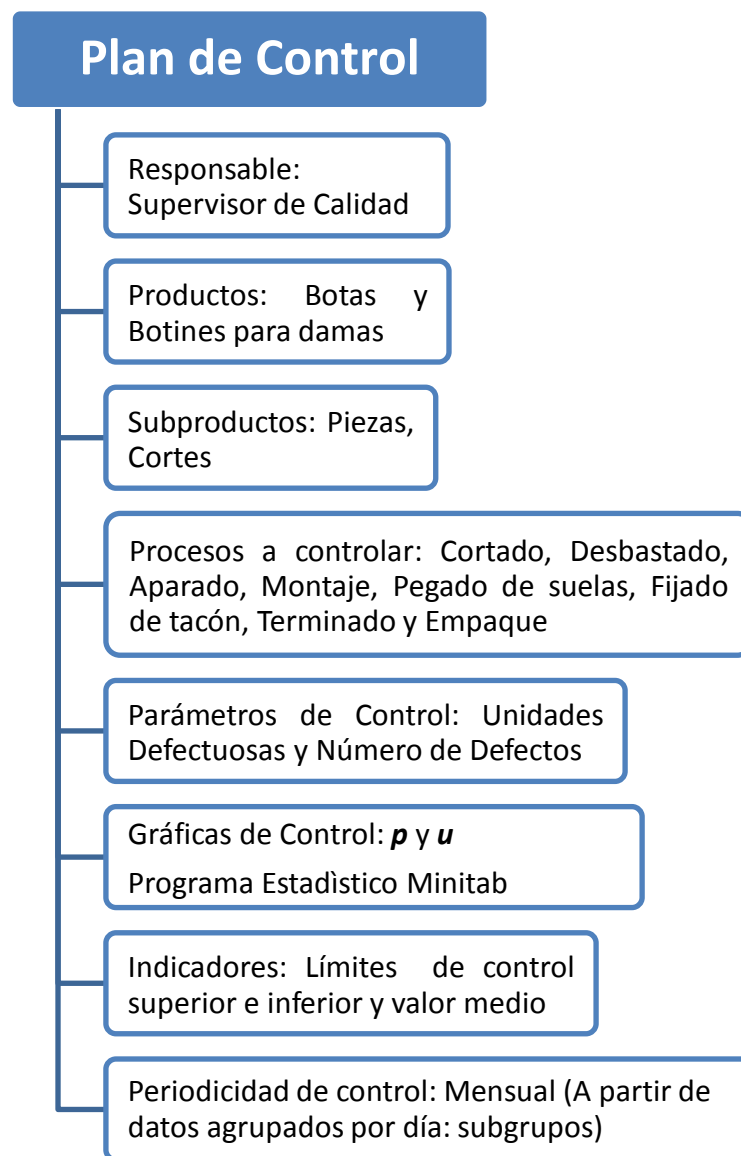 Plan de Control
Responsable:
Supervisor de Calidad
Productos: Botas y
Botines para damas
Subproductos: Piezas,
Cortes
Procesos a controlar: Cortado, Desbastado,
Aparado, Montaje, Pegado de suelas, Fijado
de tacón, Terminado y Empaque
Parámetros de Control: Unidades
Defectuosas y Número de Defectos
Gráficas de Control: p y u
Programa Estadìstico Minitab
Indicadores: Límites de control
superior e inferior y valor medio
Periodicidad de control: Mensual (A partir de
datos agrupados por día: subgrupos)